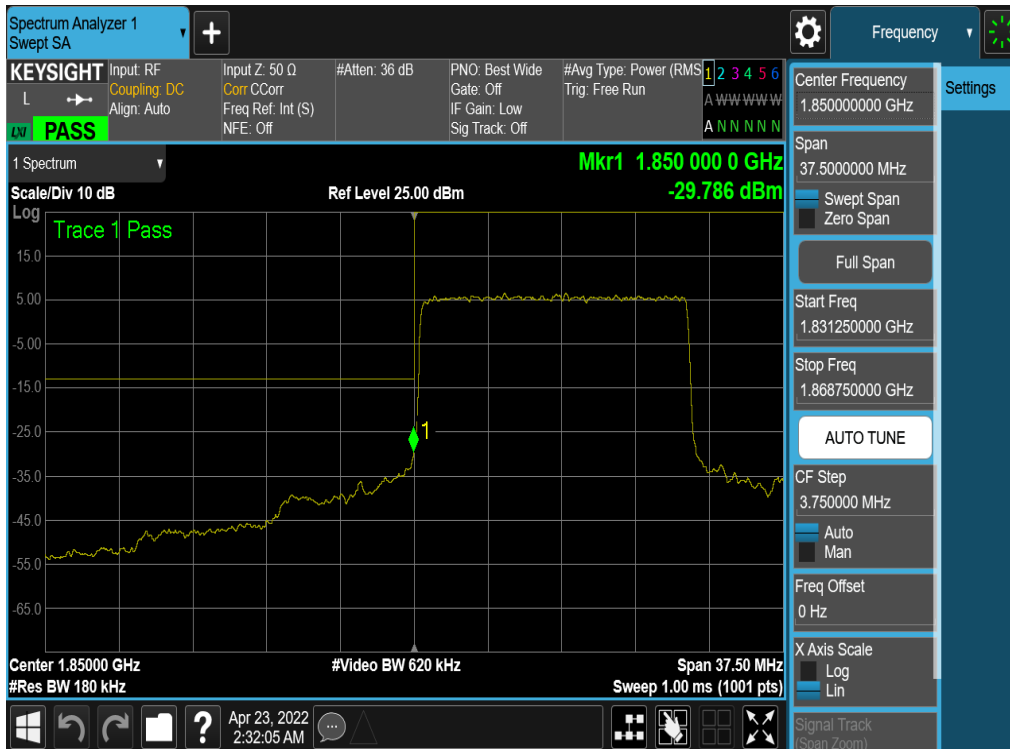 Spectrum Analyzer 1
Swept SA
Frequency
KEYSIGHT
L
LXI
PASS
Input: RF
Coupling: DC
Align: Auto
Input Z: 50 Ω
Corr CCorr
Freq Ref: Int (S)
NFE: Off
#Atten: 36 dB
PNO: Best Wide
Gate: Off
IF Gain: Low
Sig Track: Off
#Avg Type: Power (RMS
Trig: Free Run
1 2 3 4 5 6
A W W W W W
A N N N N N
1 Spectrum
Mkr1 1.850 000 0 GHz
Scale/Div 10 dB
Ref Level 25.00 dBm
-29.786 dBm
Log
Trace 1 Pass
15.0
5.00
-5.00
-15.0
-25.0
1
-35.0
-45.0
-55.0
-65.0
Center 1.85000 GHz
#Video BW 620 kHz
Span 37.50 MHz
#Res BW 180 kHz
Sweep 1.00 ms (1001 pts)
Apr 23, 2022
2:32:05 AM
Center Frequency
1.850000000 GHz
Settings
Span
37.5000000 MHz
Swept Span
Zero Span
Full Span
Start Freq
1.831250000 GHz
Stop Freq
1.868750000 GHz
AUTO TUNE
CF Step
3.750000 MHz
Auto
Man
Freq Offset
0 Hz
X Axis Scale
Log
Lin
Signal Track
(Span Zoom)